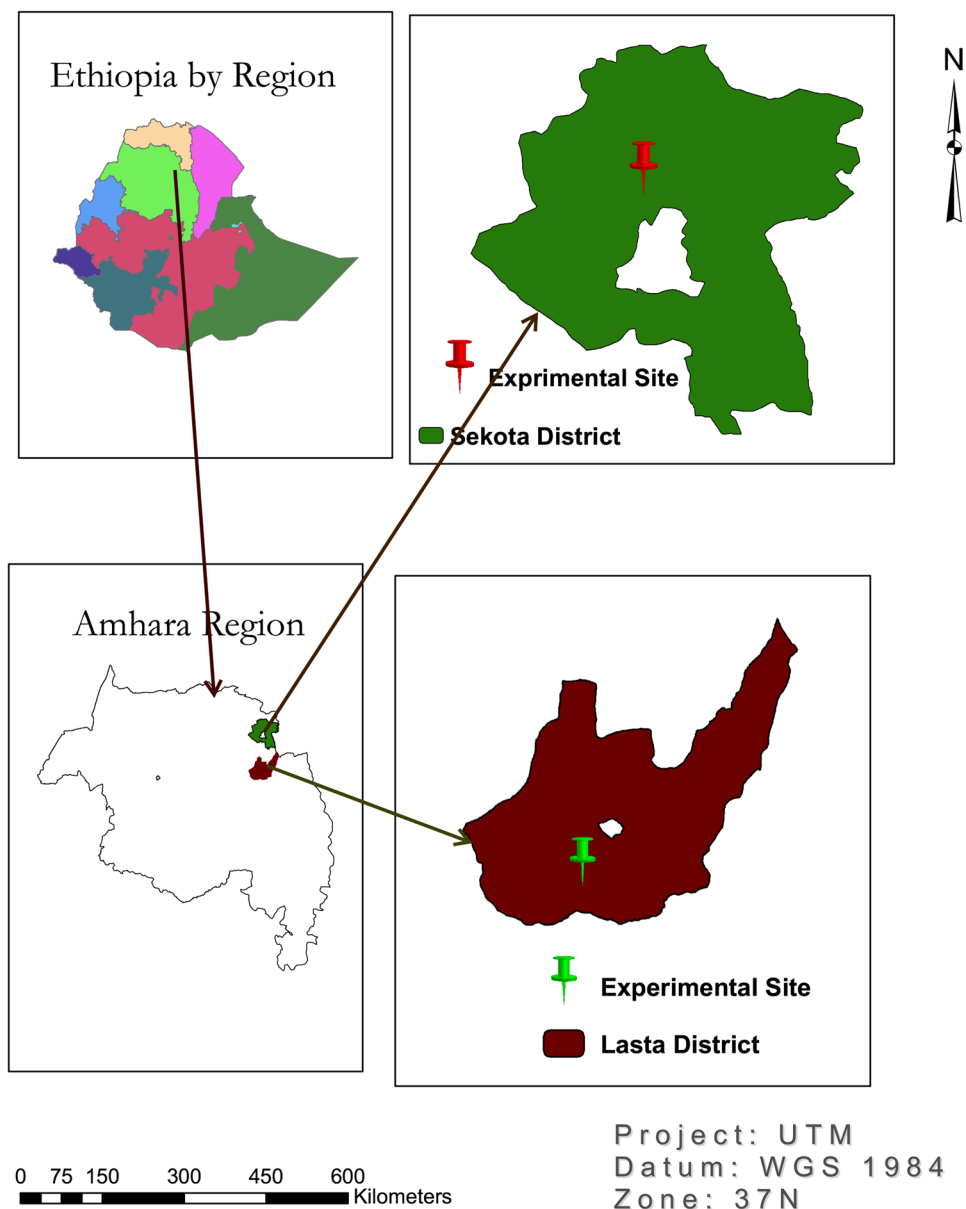 Ethiopia by Region
N
Exprimental Site
Sekota District
Amhara Region
Experimental Site
Lasta District
0 75 150 300 450 600
Kilometers
Project: UTM
Datum: WGS 1984
Zone: 37N